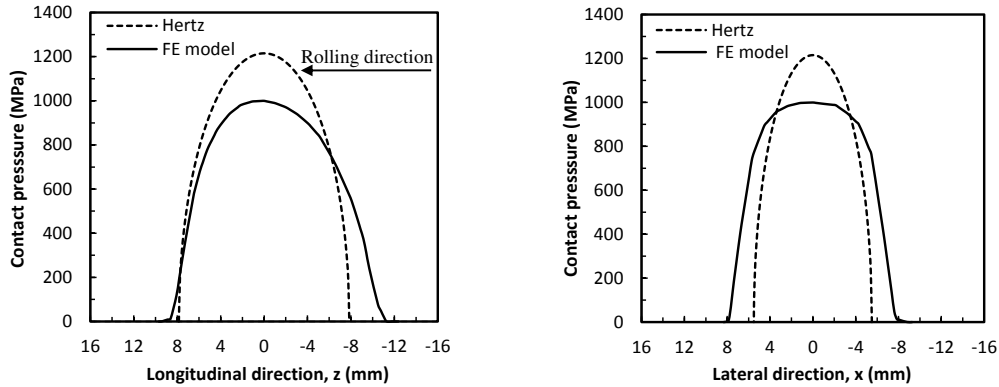 1400
1200
1000
800
600
400
200
0
Contact presssure (MPa)
Hertz
FE model
Rolling direction
16 12 8 4 0 -4 -8 -12 -16
Longitudinal direction, z (mm)
1400
1200
1000
800
600
400
200
0
Contact presssure (MPa)
Hertz
FE model
16 12 8 4 0 -4 -8 -12 -16
Lateral direction, x (mm)